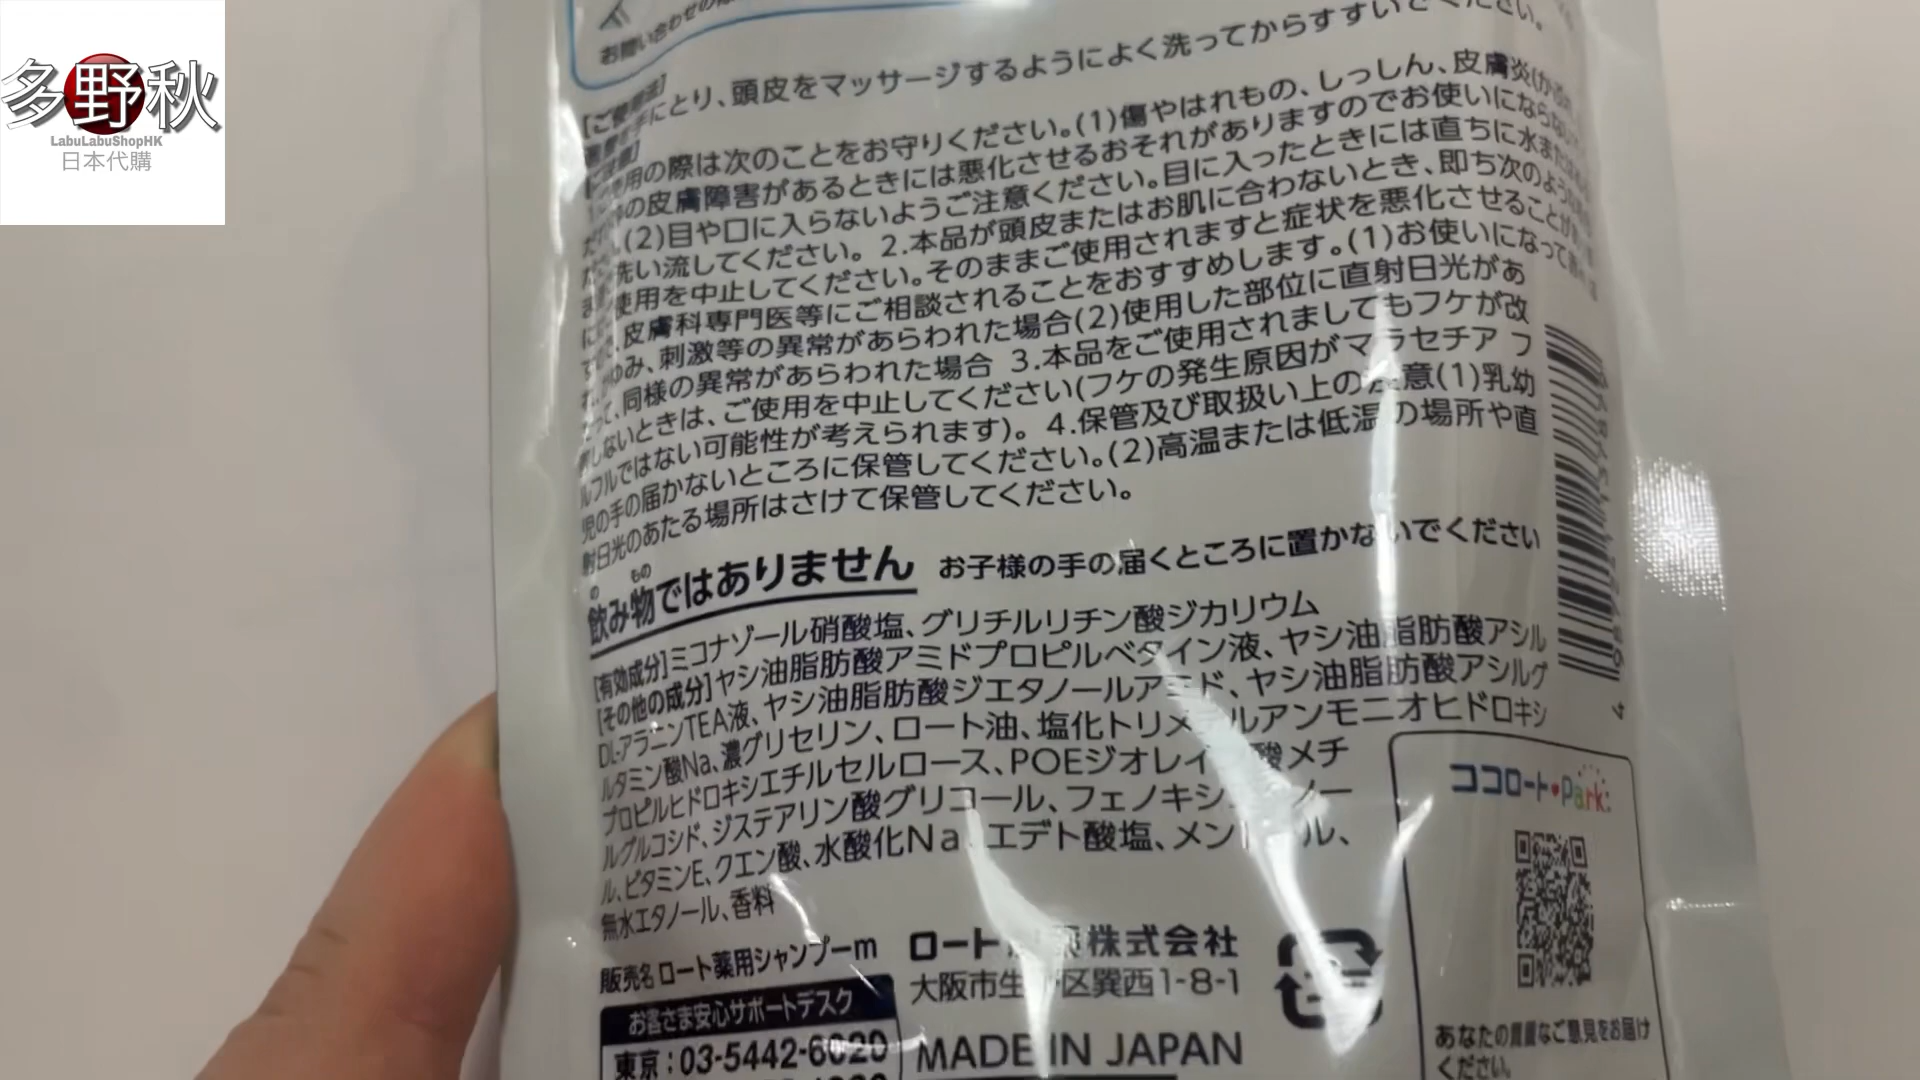 多野秋
LabuLabuShopHK
日本代購
お問い合わせの際
手にとり、頭皮をマッサージするようによく洗ってからすすいでください。
用の際は次のことをお守りください。(1)傷やはれもの、しっしん、皮膚炎
の皮膚障害があるときには悪化させるおそれがありますのでお使いにならない
(2)目や口に入らないようご注意ください。目に入ったときには直ちに水また
洗い流してください。 2.本品が頭皮またはお肌に合わないとき、即ち次のような
使用を中止してください。そのままご使用されますと症状を悪化させることが
、皮膚科専門医等にご相談されることをおすすめします。(1)お使いになって
ゆみ、刺激等の異常があらわれた場合(2)使用した部位に直射日光があ
、同様の異常があらわれた場合 3.本品をご使用されましてもフケが改
しないときは、ご使用を中止してください(フケの発生原因がマラセチア フ
ルフルではない可能性が考えられます)。 4.保管及び取扱い上の注意(1)乳幼
児の手の届かないところに保管してください。(2)高温または低温の場所や直
射日光のあたる場所はさけて保管してください。
飲み物ではありません お子様の手の届くところに置かないでください
[有効成分]ミコナゾール硝酸塩、グリチルリチン酸ジカリウム
[その他の成分]ヤシ油脂肪酸アミドプロピルベタイン液、ヤシ油脂肪酸アシル
DL-アラニンTEA液、ヤシ油脂肪酸ジエタノールアミド、ヤシ油脂肪酸アシルグ
ルタミン酸Na、濃グリセリン、ロート油、塩化トリメチルアンモニオヒドロキシ
プロピルヒドロキシエチルセルロース、POEジオレイン酸メチ
ルグルコシド、ジステアリン酸グリコール、フェノキシエタノー
ル、ビタミンE、クエン酸、水酸化Na、エデト酸塩、メントール、
無水エタノール、香料
販売名 ロート薬用シャンプーm
ロート製薬株式会社
大阪市生野区巽西1-8-1
お客さま安心サポートデスク
東京:03-5442-6020
MADE IN JAPAN
ココロート Park
あなたの貴重なご意見をお届け
ください。